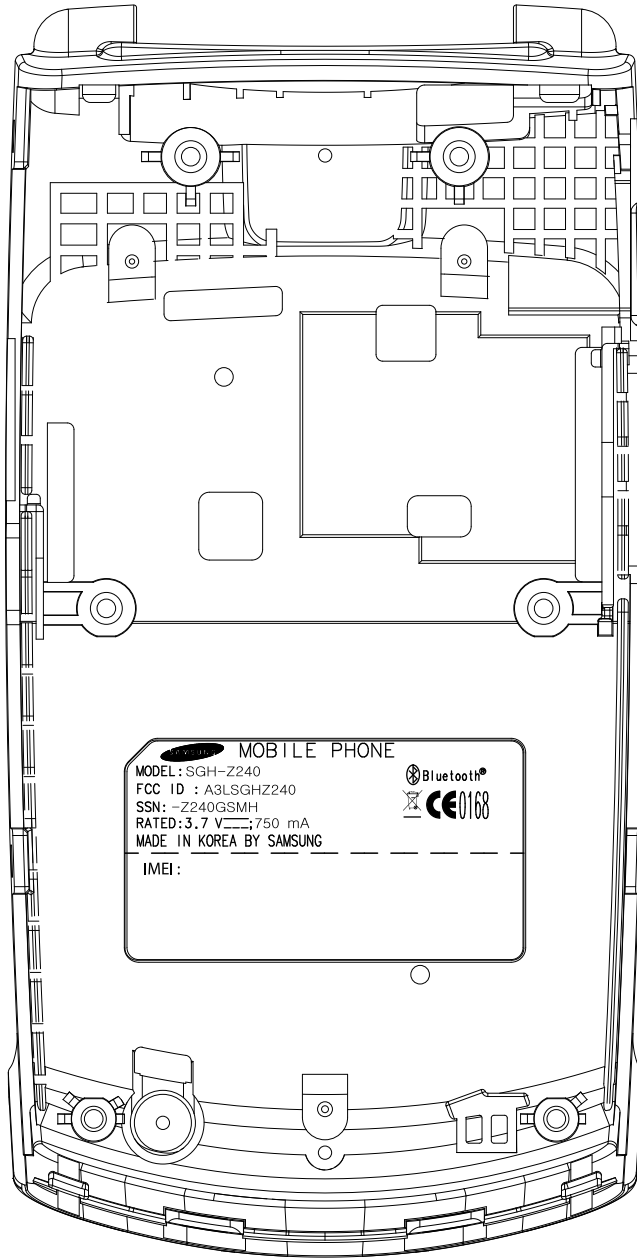 SAMSUNG MOBILE PHONE
MODEL: SGH-Z240
FCC ID : A3LSGHZ240
SSN: -Z240GSMH
RATED:3.7 V⎓;750 mA
MADE IN KOREA BY SAMSUNG
Bluetooth®
CE0168
IMEI :